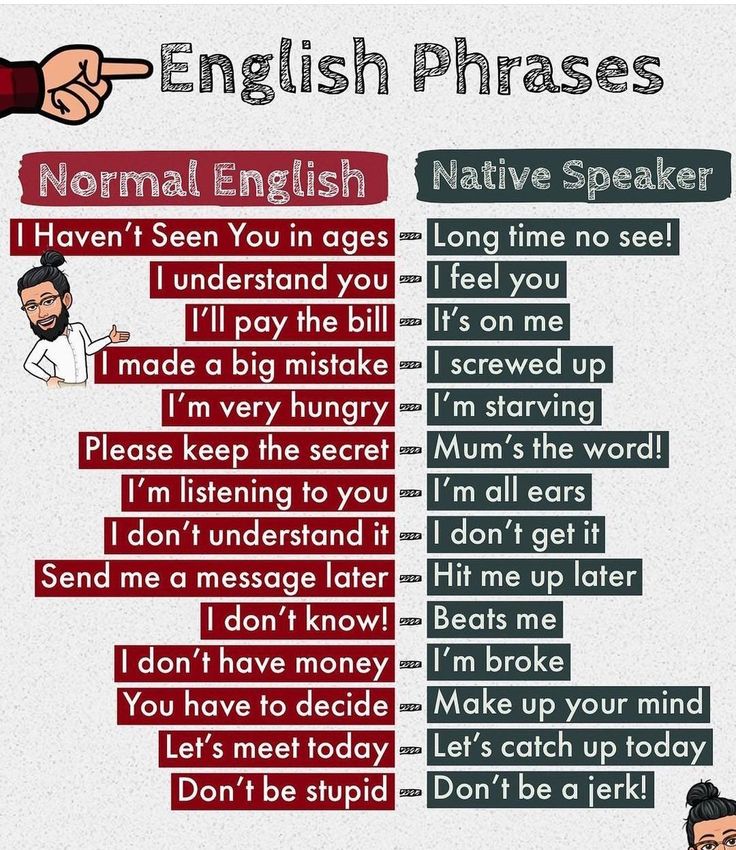 English Phrases
Normal English Native Speaker
I Haven't Seen You in ages = Long time no see!
I understand you = I feel you
I'll pay the bill = It's on me
I made a big mistake = I screwed up
I'm very hungry = I'm starving
Please keep the secret = Mum's the word!
I'm listening to you = I'm all ears
I don't understand it = I don't get it
Send me a message later = Hit me up later
I don't know! = Beats me
I don't have money = I'm broke
You have to decide = Make up your mind
Let's meet today = Let's catch up today
Don't be stupid = Don't be a jerk!